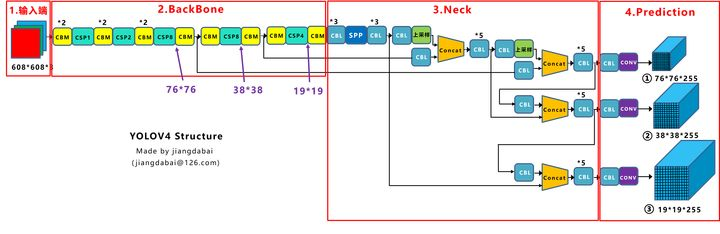 1.输入端
2.BackBone
3.Neck
4.Prediction
*2 *2 *3 *3
CBM CSP1 CBM CSP2 CBM CSP8 CBM CBM CSP8 CBM CBM CSP4 CBM CBL SPP CBL CBL 上采样
CBL Concat *5 CBL CBL 上采样
CBL Concat *5 CBL CBL CONV
608*608*3
76*76
38*38
19*19
① 76*76*255
*5
CBL Concat CBL CBL CONV
② 38*38*255
YOLOV4 Structure
Made by jiangdabai
(jiangdabai@126.com)
*5
CBL Concat CBL CBL CONV
③ 19*19*255